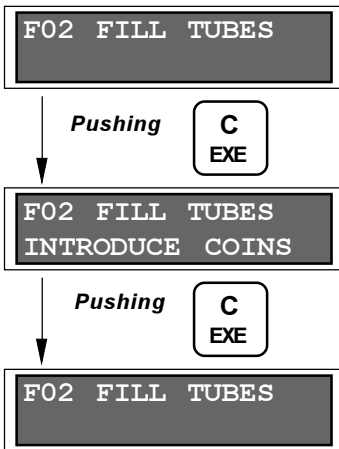 F02 FILL TUBES
Pushing
C
EXE
F02 FILL TUBES
INTRODUCE COINS
Pushing
C
EXE
F02 FILL TUBES